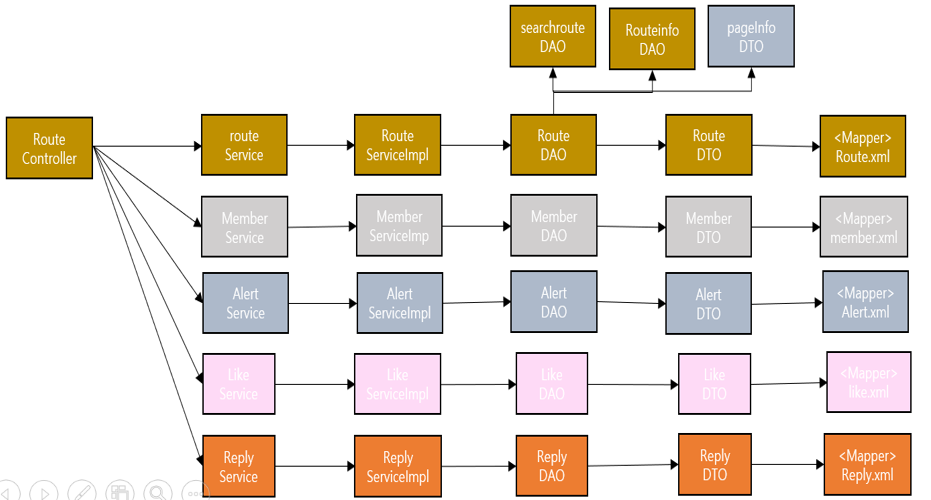 searchroute
DAO
Routeinfo
DAO
pageInfo
DTO
Route
Controller
route
Service
Route
ServiceImpl
Route
DAO
Route
DTO
<Mapper>
Route.xml
Member
Service
Member
ServiceImp
Member
DAO
Member
DTO
<Mapper>
member.xml
Alert
Service
Alert
ServiceImpl
Alert
DAO
Alert
DTO
<Mapper>
Alert.xml
Like
Service
Like
ServiceImpl
Like
DAO
Like
DTO
<Mapper>
like.xml
Reply
Service
Reply
ServiceImpl
Reply
DAO
Reply
DTO
<Mapper>
Reply.xml